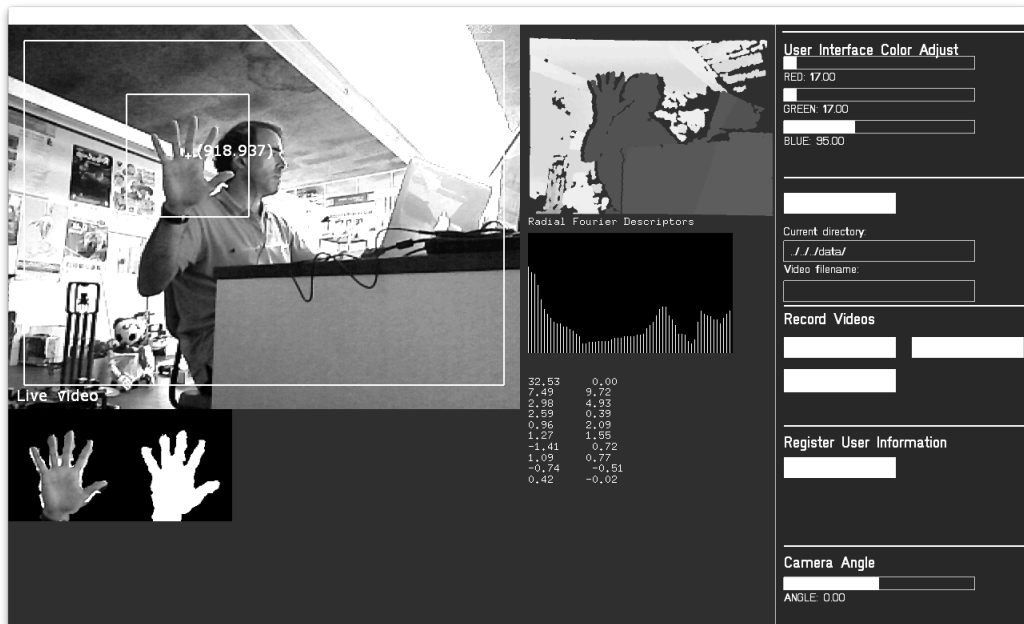 (918.937)
Live video
Radial Fourier Descriptors
32.53 0.00
7.49 9.72
2.98 4.93
2.59 0.39
0.96 2.09
1.27 1.55
-1.41 0.72
1.09 0.77
-0.74 -0.51
0.42 -0.02
User Interface Color Adjust
RED: 17.00
GREEN: 17.00
BLUE: 95.00
Current directory:
../../../data/
Video filename:
Record Videos
Register User Information
Camera Angle
ANGLE: 0.00